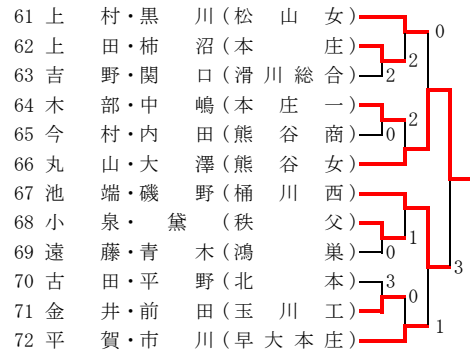 61 上 村・黒 川(松 山 女)
62 上 田・柿 沼(本 庄)
63 吉 野・関 口(滑川総合)
64 木 部・中 嶋(本 庄 一)
65 今 村・内 田(熊 谷 商)
66 丸 山・大 澤(熊 谷 女)
67 池 端・磯 野(桶 川 西)
68 小 泉・ 黛 (秩 父)
69 遠 藤・青 木(鴻 巣)
70 古 田・平 野(北 本)
71 金 井・前 田(玉 川 工)
72 平 賀・市 川(早大本庄)
0
2
2
2
0
1
0
3
3
0
1